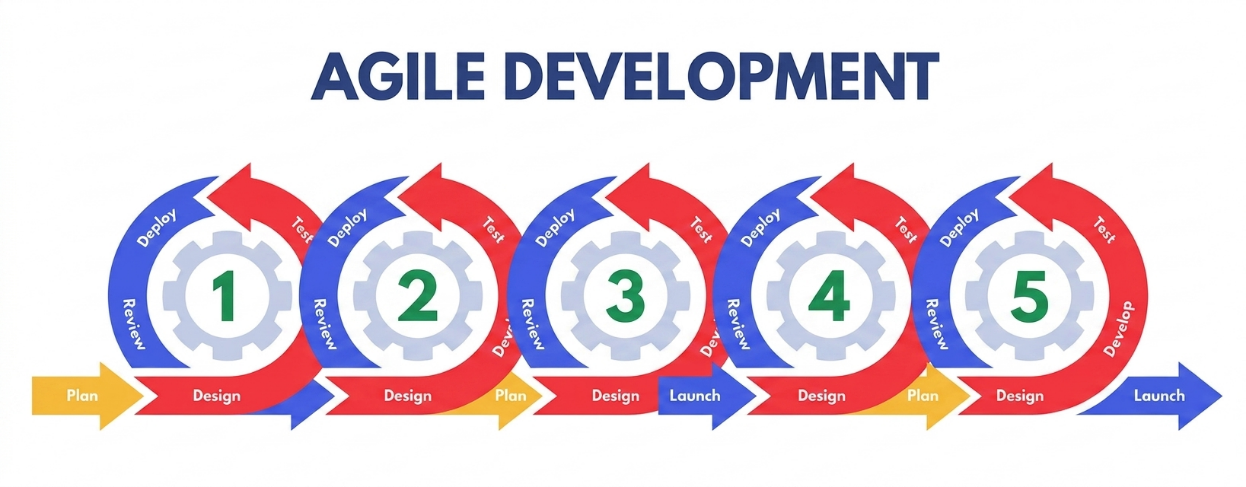 AGILE DEVELOPMENT
Deploy
Test
Review
1
Plan
Design
Deploy
Test
Review
2
Design
Plan
Deploy
Test
Review
3
Design
Launch
Deploy
Test
Review
4
Design
Plan
Deploy
Test
Review
5
Develop
Design
Launch